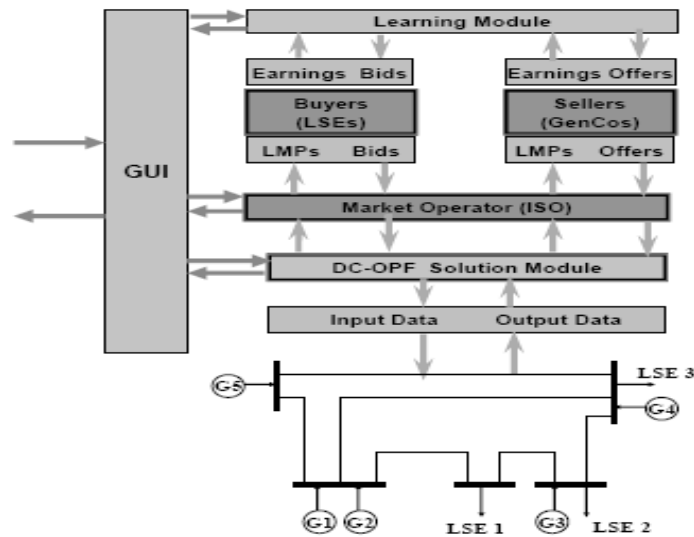 Learning Module
Earnings Bids
Earnings Offers
Buyers
(LSEs)
Sellers
(GenCos)
LMPs Bids
LMPs Offers
GUI
Market Operator (ISO)
DC-OPF Solution Module
Input Data Output Data
G5
LSE 3
G4
G1
G2
LSE 1
G3
LSE 2